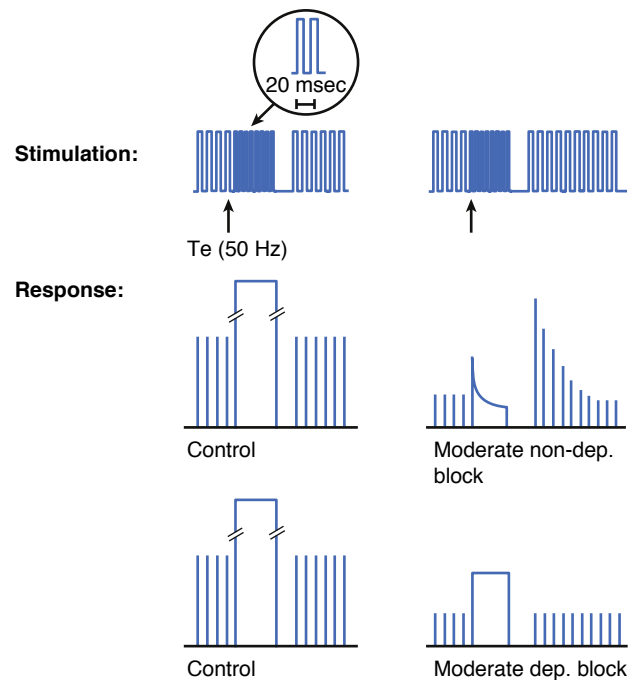 20 msec
Stimulation:
Te (50 Hz)
Response:
Control
Moderate non-dep.
block
Control
Moderate dep. block